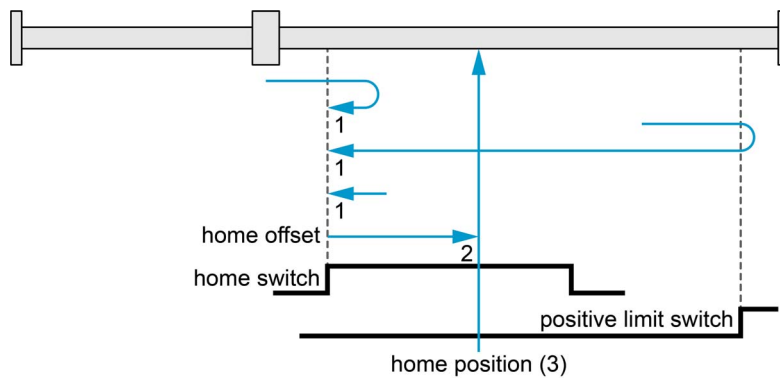 1
1
1
home offset
2
home switch
positive limit switch
home position (3)